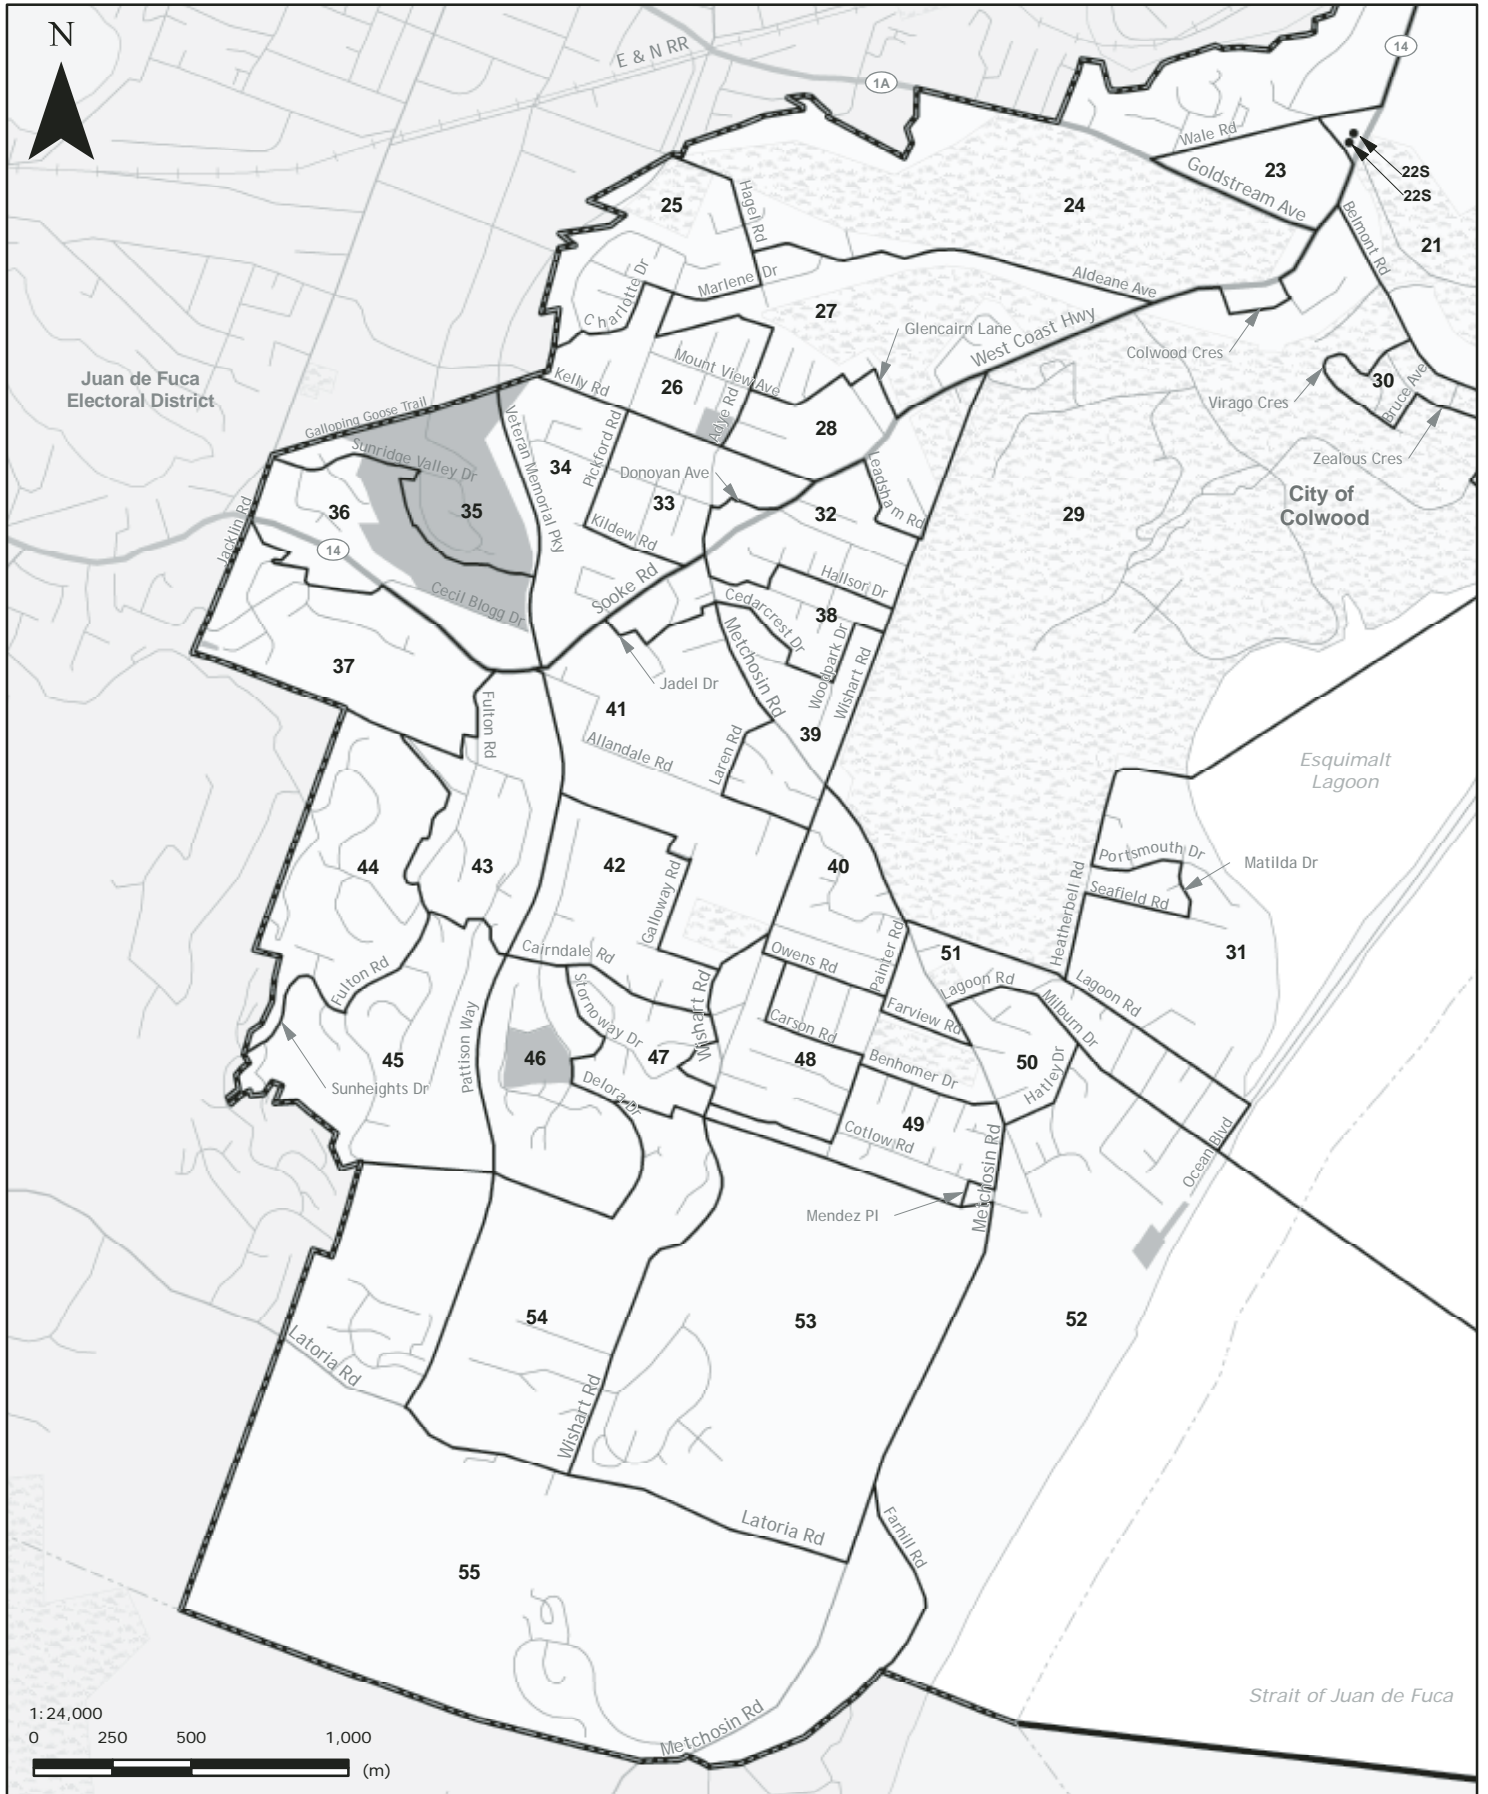 N
E & N RR
1A
14
Wale Rd
23
Goldstream Ave
22S
22S
24
25
Hagel Rd
Belmont Rd
21
Charlotte Dr
Marlene Dr
Aldeane Ave
27
Glencairn Lane
West Coast Hwy
Colwood Cres
Juan de Fuca
Electoral District
Kelly Rd
Mount View Ave
26
Adye Rd
28
Virago Cres
30
Bruce Ave
Zealous Cres
Galloping Goose Trail
Sunridge Valley Dr
Veteran Memorial Pky
34
Pickford Rd
Donovan Ave
33
Leadsham Rd
City of
Colwood
36
35
32
29
Jacklin Rd
14
Kildew Rd
Sooke Rd
Hallsor Dr
Cecil Blogg Dr
Cedarcrest Dr
38
Woodpark Dr
Wishart Rd
Metchosin Rd
37
Jadel Dr
Fulton Rd
41
39
Allandale Rd
Laren Rd
Esquimalt
Lagoon
44
43
42
40
Portsmouth Dr
Matilda Dr
Seafield Rd
Heatherbell Rd
Galloway Rd
Cairndale Rd
Owens Rd
Painter Rd
51
31
Fulton Rd
Stornoway Dr
Wishart Rd
Lagoon Rd
Lagoon Rd
Milburn Dr
Farview Rd
Carson Rd
45
Pattison Way
46
47
48
Benhomer Dr
50
Hatley Dr
Sunheights Dr
Delora Dr
49
Cotlow Rd
Metchosin Rd
Ocean Blvd
Mendez Pl
54
53
52
Latoria Rd
Wishart Rd
Latoria Rd
Farhill Rd
55
Metchosin Rd
Strait of Juan de Fuca
1:24,000
0 250 500 1,000
(m)